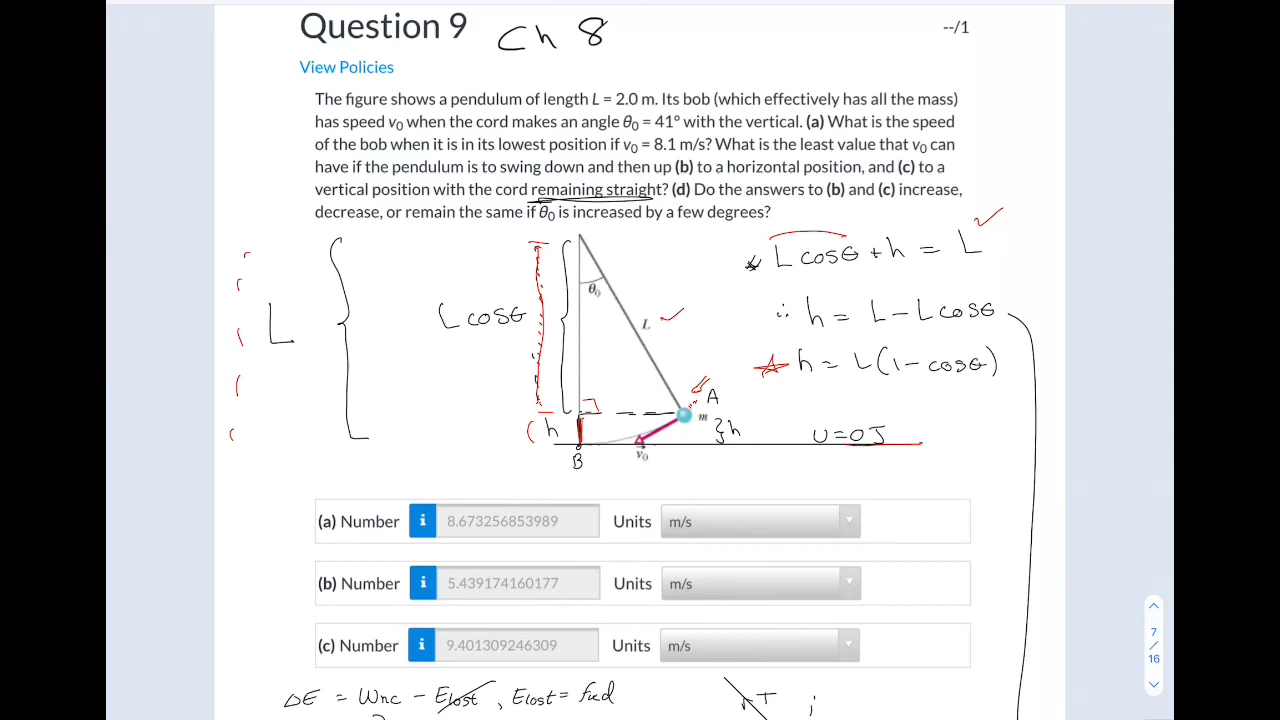 Question 9 Ch 8
--/1
View Policies
The figure shows a pendulum of length L = 2.0 m. Its bob (which effectively has all the mass)
has speed v0 when the cord makes an angle θ0 = 41° with the vertical. (a) What is the speed
of the bob when it is in its lowest position if v0 = 8.1 m/s? What is the least value that v0 can
have if the pendulum is to swing down and then up (b) to a horizontal position, and (c) to a
vertical position with the cord remaining straight? (d) Do the answers to (b) and (c) increase,
decrease, or remain the same if θ0 is increased by a few degrees?
L cosθ + h = L
θ0
L
L cosθ
L
∴ h = L - L cosθ
h = L(1 - cosθ)
A
m
h
h
U = 0 J
B
v0
(a) Number i 8.673256853989 Units m/s
(b) Number i 5.439174160177 Units m/s
(c) Number i 9.401309246309 Units m/s
7
/
16
ΔE = Wnc - Elost , Elost = fkd
T